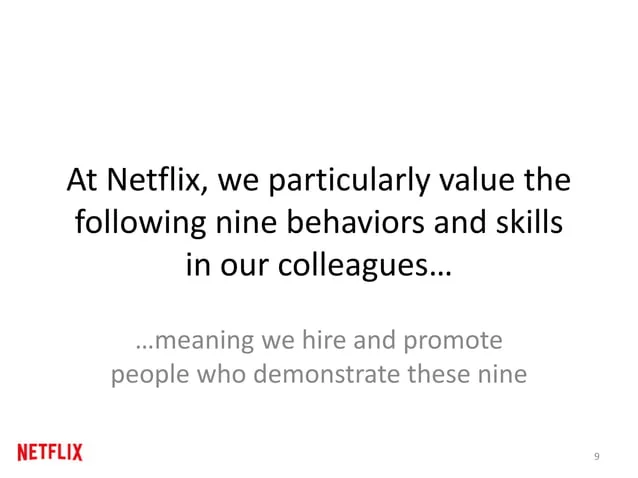 At Netflix, we particularly value the
following nine behaviors and skills
in our colleagues…
…meaning we hire and promote
people who demonstrate these nine
NETFLIX
9